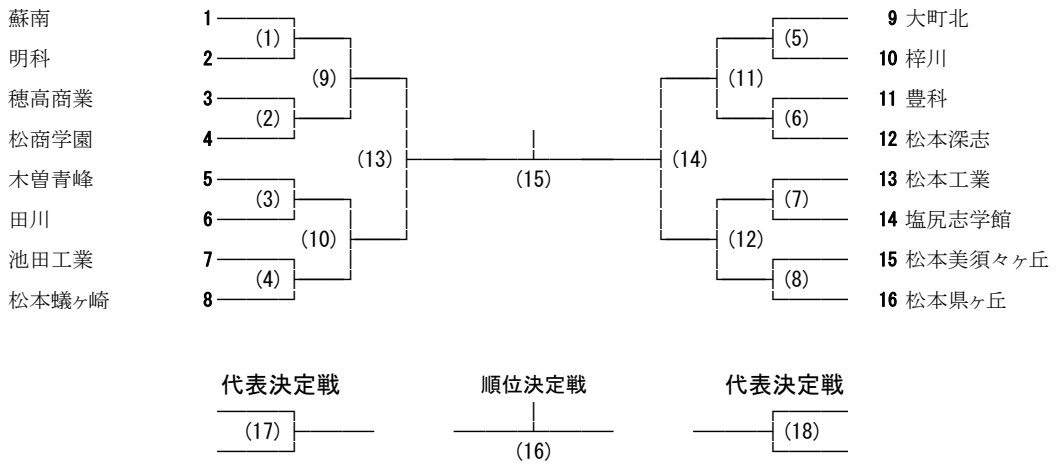 蘇南 1
(1)
明科 2
(9)
穂高商業 3
(2)
松商学園 4
(13)
木曽青峰 5
(3)
田川 6
(10)
池田工業 7
(4)
松本蟻ヶ崎 8
(15)
9 大町北
(5)
10 梓川
(11)
11 豊科
(6)
12 松本深志
(14)
13 松本工業
(7)
14 塩尻志学館
(12)
15 松本美須々ヶ丘
(8)
16 松本県ヶ丘
代表決定戦
(17)
順位決定戦
(16)
代表決定戦
(18)